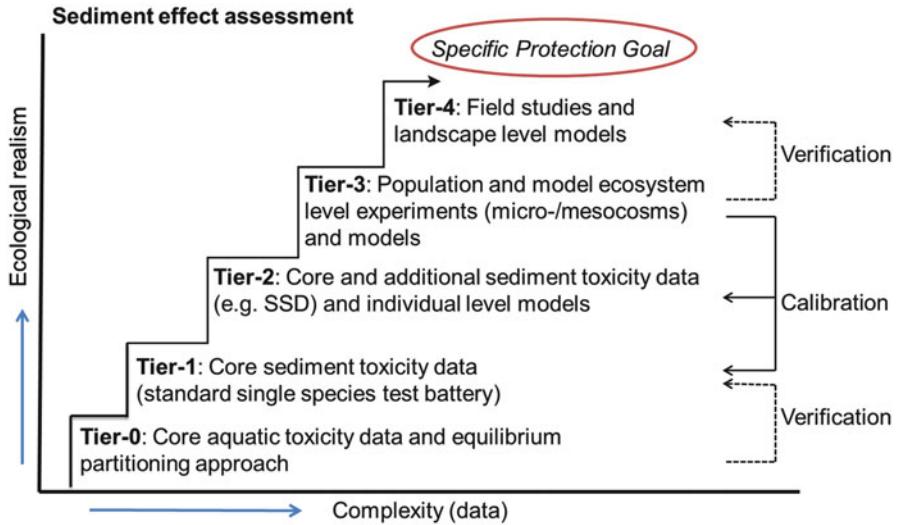 Sediment effect assessment
Specific Protection Goal
Tier-4: Field studies and
landscape level models
Verification
Tier-3: Population and model ecosystem
level experiments (micro-/mesocosms)
and models
Tier-2: Core and additional sediment toxicity data
(e.g. SSD) and individual level models
Calibration
Tier-1: Core sediment toxicity data
(standard single species test battery)
Verification
Tier-0: Core aquatic toxicity data and equilibrium
partitioning approach
Ecological realism
Complexity (data)